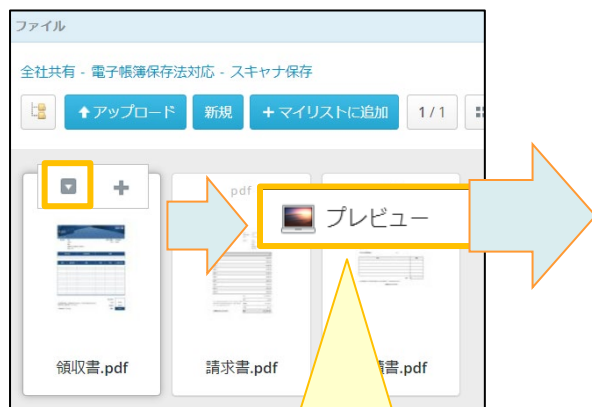 ファイル
全社共有 - 電子帳簿保存法対応 - スキャナ保存
アップロード 新規 + マイリストに追加 1 / 1
pdf
プレビュー
領収書.pdf 請求書.pdf 書.pdf